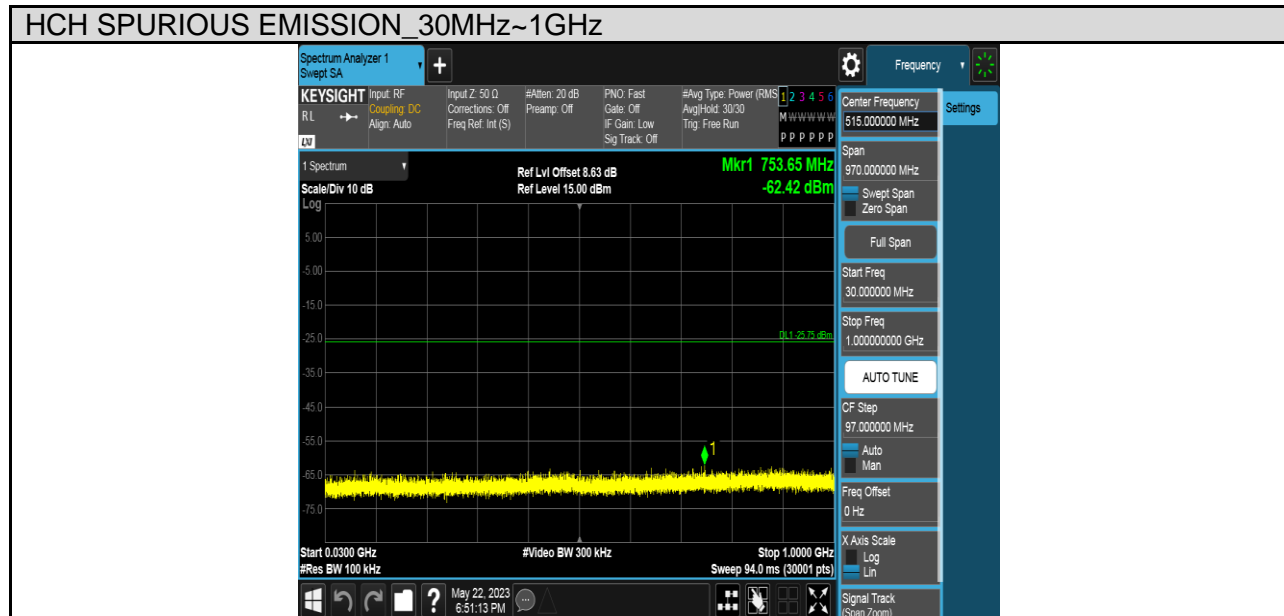 HCH SPURIOUS EMISSION_30MHz~1GHz
Spectrum Analyzer 1
Swept SA
Frequency
KEYSIGHT
RL
LXI
Input: RF
Coupling: DC
Align: Auto
Input Z: 50 Ω
Corrections: Off
Freq Ref: Int (S)
#Atten: 20 dB
Preamp: Off
PNO: Fast
Gate: Off
IF Gain: Low
Sig Track: Off
#Avg Type: Power (RMS
Avg|Hold: 30/30
Trig: Free Run
1 2 3 4 5 6
M W W W W W
P P P P P P
1 Spectrum
Scale/Div 10 dB
Log
Ref Lvl Offset 8.63 dB
Ref Level 15.00 dBm
Mkr1 753.65 MHz
-62.42 dBm
5.00
-5.00
-15.0
-25.0
DL1 -25.75 dBm
-35.0
-45.0
-55.0
1
-65.0
-75.0
Start 0.0300 GHz
#Res BW 100 kHz
#Video BW 300 kHz
Stop 1.0000 GHz
Sweep 94.0 ms (30001 pts)
?
May 22, 2023
6:51:13 PM
Center Frequency
515.000000 MHz
Settings
Span
970.000000 MHz
Swept Span
Zero Span
Full Span
Start Freq
30.000000 MHz
Stop Freq
1.000000000 GHz
AUTO TUNE
CF Step
97.000000 MHz
Auto
Man
Freq Offset
0 Hz
X Axis Scale
Log
Lin
Signal Track
(Span Zoom)